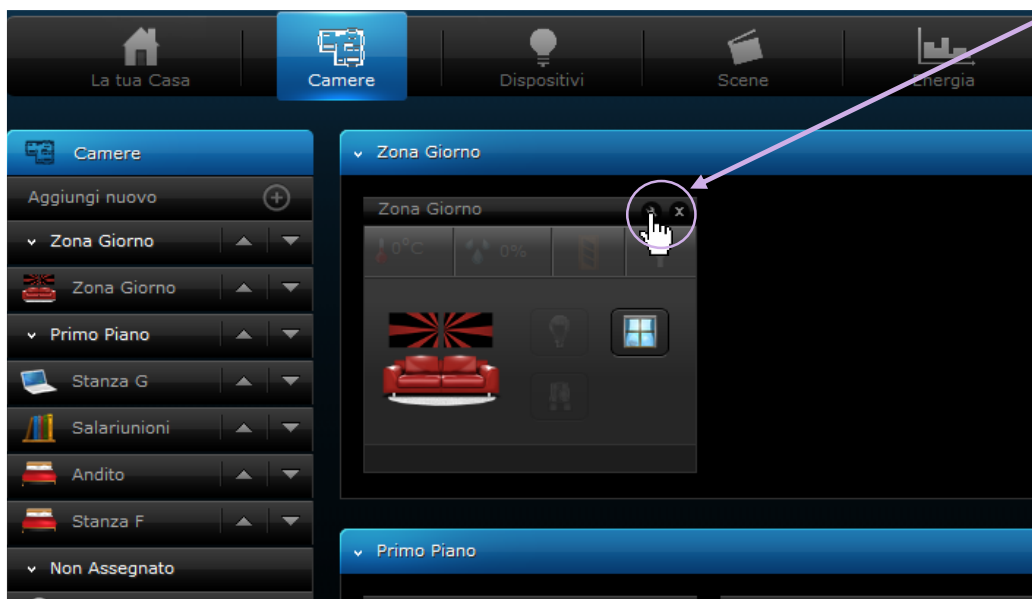 La tua Casa
Camere
Dispositivi
Scene
Energia
Camere
Aggiungi nuovo
Zona Giorno
Zona Giorno
Primo Piano
Stanza G
Salariunioni
Andito
Stanza F
Non Assegnato
Zona Giorno
Zona Giorno
x
0°C
0%
Primo Piano